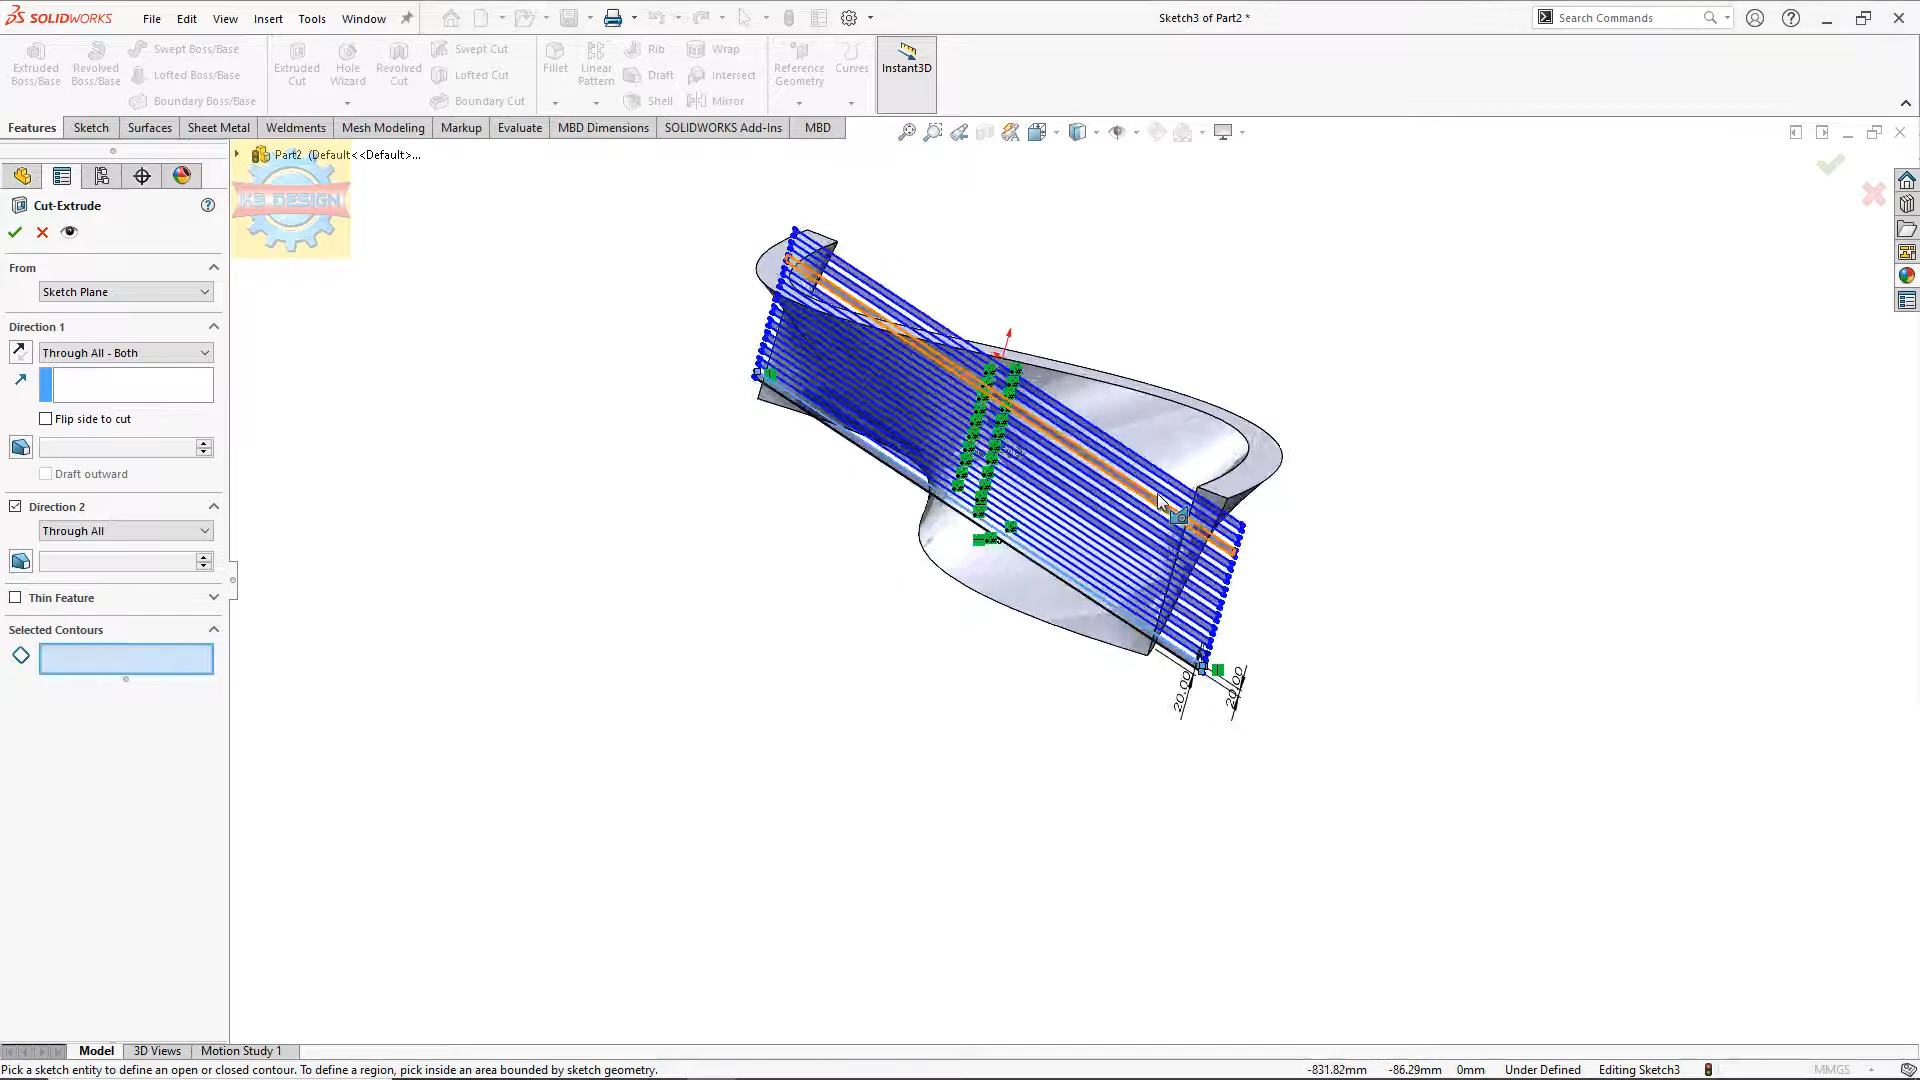 SOLIDWORKS File Edit View Insert Tools Window Sketch3 of Part2 * Search Commands
Extruded Boss/Base Revolved Boss/Base Swept Boss/Base Lofted Boss/Base Boundary Boss/Base Extruded Cut Hole Wizard Revolved Cut Swept Cut Lofted Cut Boundary Cut Fillet Linear Pattern Rib Draft Shell Wrap Intersect Mirror Reference Geometry Curves Instant3D
Features Sketch Surfaces Sheet Metal Weldments Mesh Modeling Markup Evaluate MBD Dimensions SOLIDWORKS Add-Ins MBD
Part2 (Default<<Default>...
KS DESIGN
Cut-Extrude
From
Sketch Plane
Direction 1
Through All - Both
Flip side to cut
Draft outward
Direction 2
Through All
Thin Feature
Selected Contours
20.00
20.00
Model 3D Views Motion Study 1
Pick a sketch entity to define an open or closed contour. To define a region, pick inside an area bounded by sketch geometry. -831.82mm -86.29mm 0mm Under Defined Editing Sketch3 MMGS